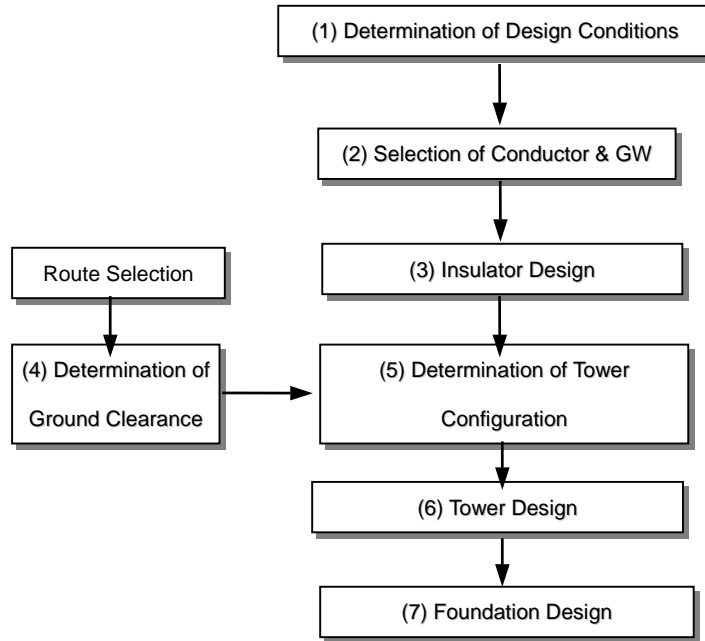 (1) Determination of Design Conditions
(2) Selection of Conductor & GW
(3) Insulator Design
Route Selection
(4) Determination of
Ground Clearance
(5) Determination of Tower
Configuration
(6) Tower Design
(7) Foundation Design